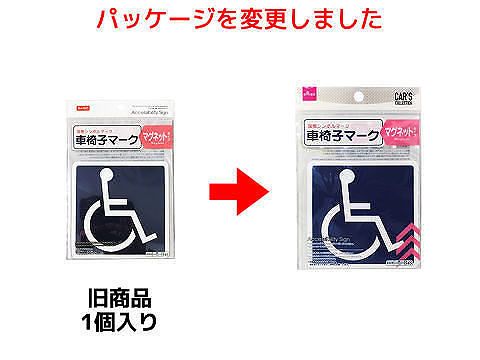 パッケージを変更しました
Accessibility Sign
国際シンボルマーク
車椅子マーク
マグネット
旧商品
1個入り
CAR'S
COLLECTION
国際シンボルマーク
車椅子マーク
マグネット
Accessibility Sign